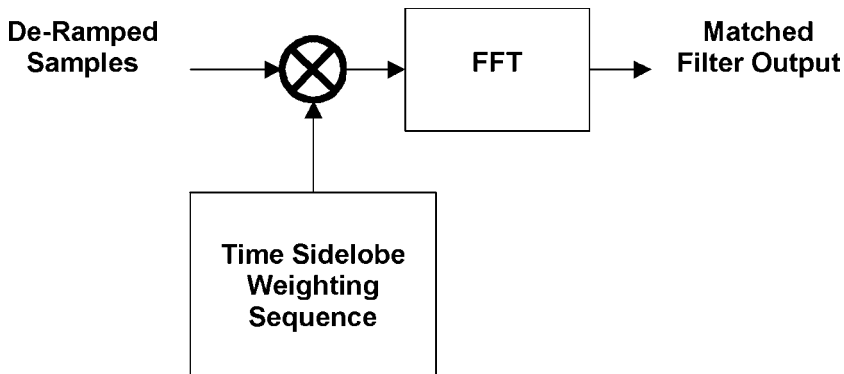 De-Ramped
Samples
FFT
Matched
Filter Output
Time Sidelobe
Weighting
Sequence